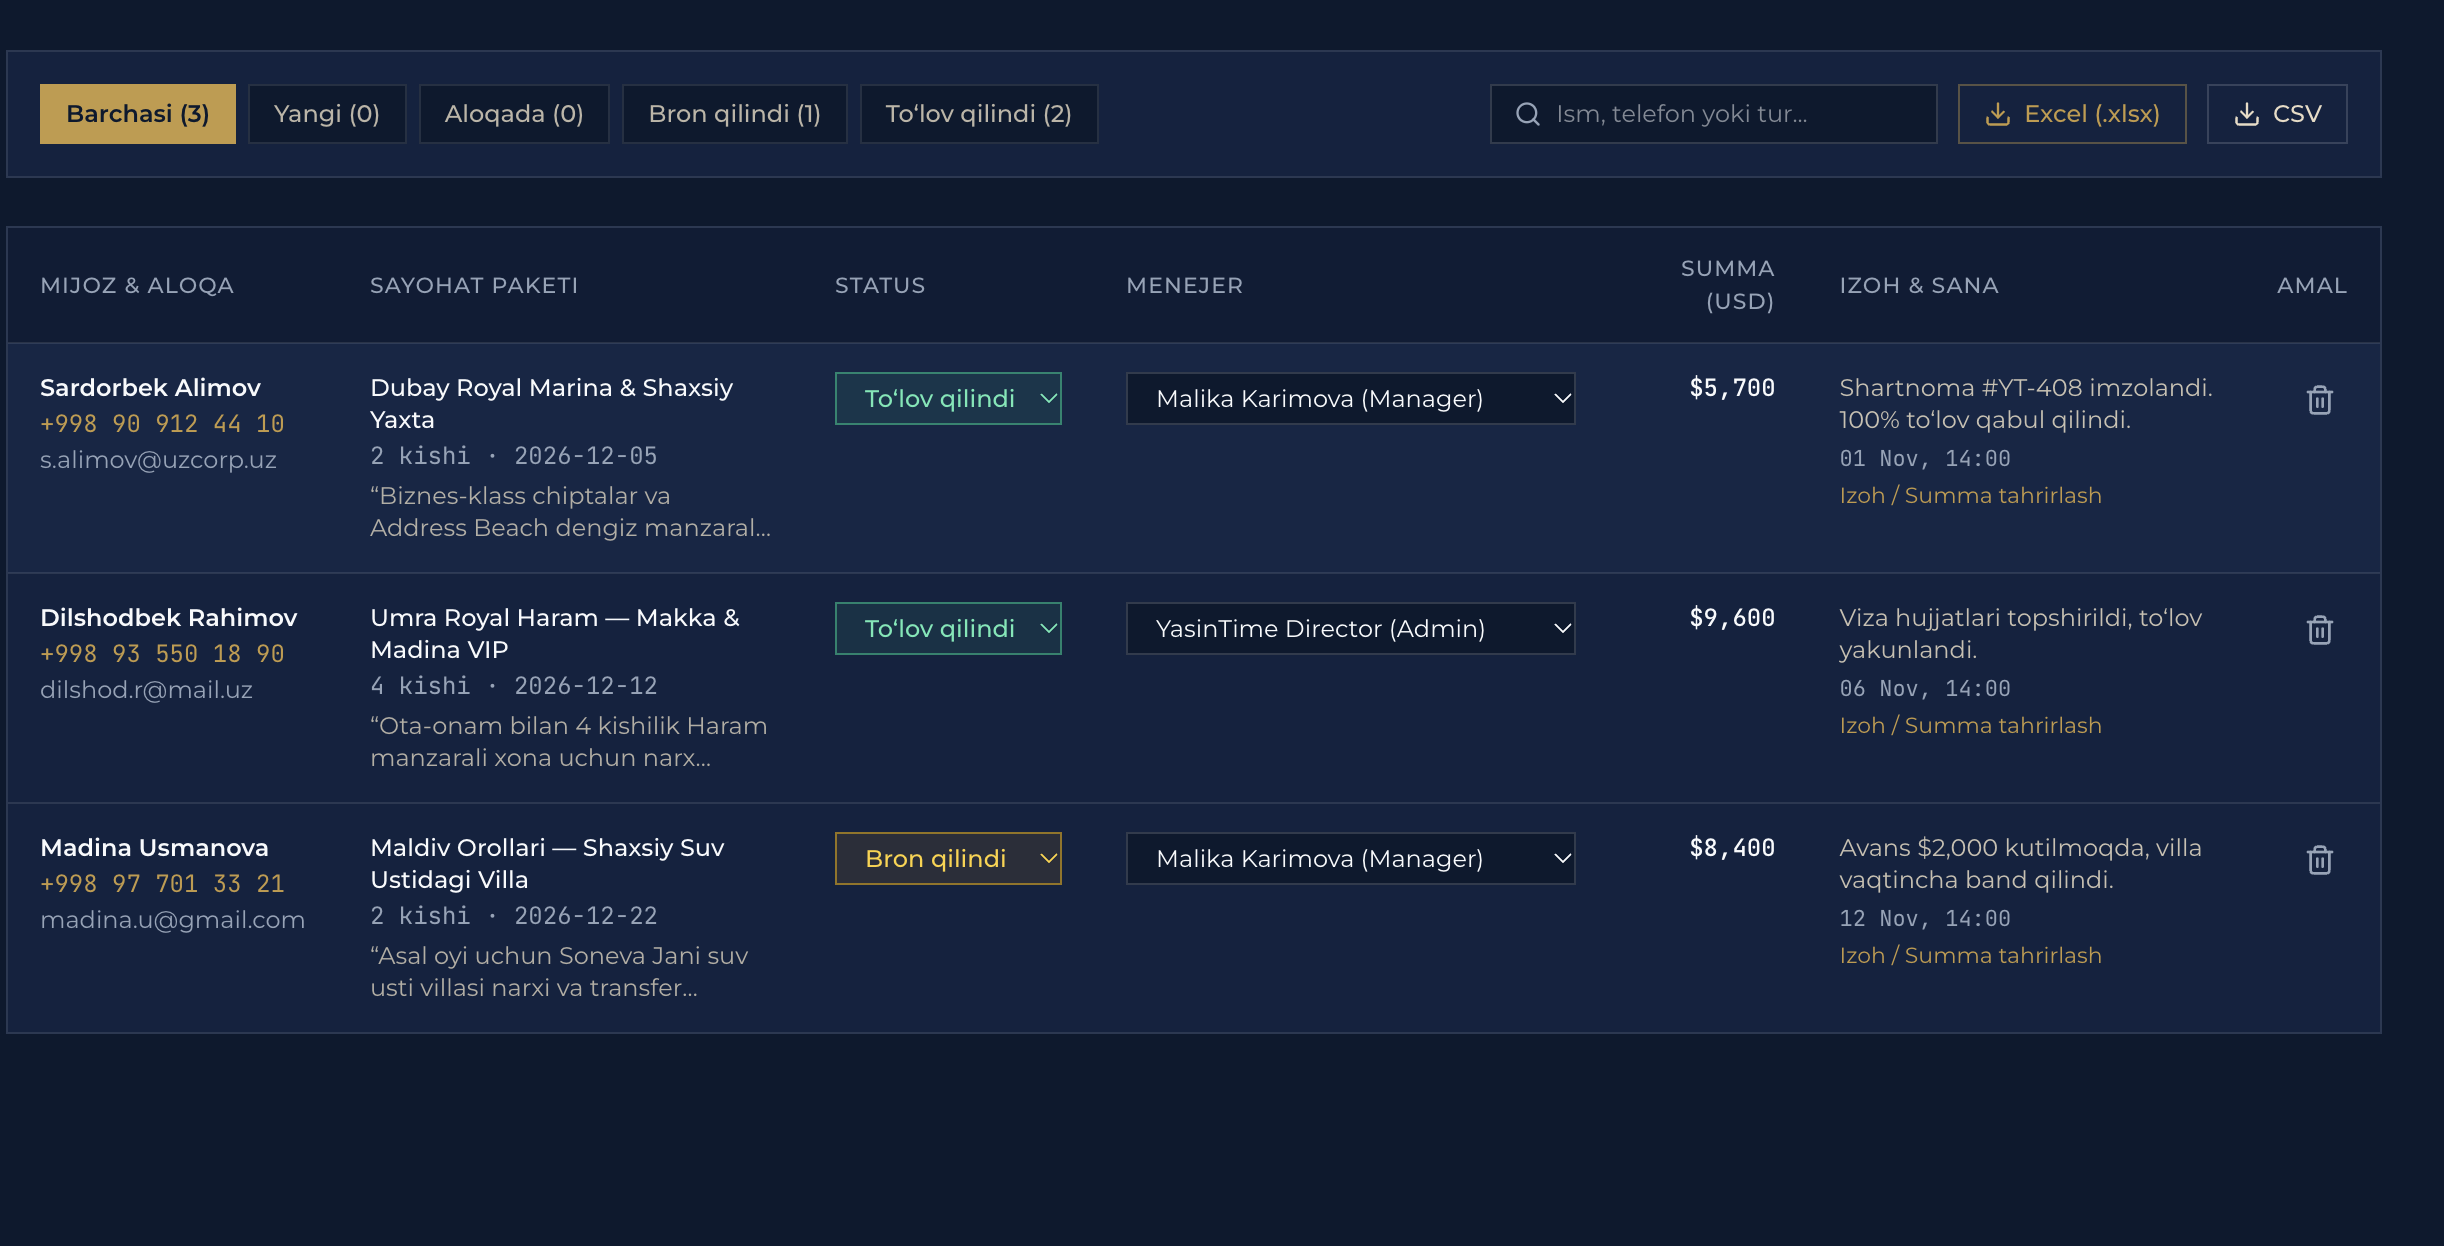 Barchasi (3)
Yangi (0)
Aloqada (0)
Bron qilindi (1)
To‘lov qilindi (2)
Ism, telefon yoki tur...
Excel (.xlsx)
CSV
MIJOZ & ALOQA
SAYOHAT PAKETI
STATUS
MENEJER
SUMMA
(USD)
IZOH & SANA
AMAL
Sardorbek Alimov
+998 90 912 44 10
s.alimov@uzcorp.uz
Dubay Royal Marina & Shaxsiy
Yaxta
2 kishi · 2026-12-05
“Biznes-klass chiptalar va
Address Beach dengiz manzaral...
To‘lov qilindi
Malika Karimova (Manager)
$5,700
Shartnoma #YT-408 imzolandi.
100% to‘lov qabul qilindi.
01 Nov, 14:00
Izoh / Summa tahrirlash
Dilshodbek Rahimov
+998 93 550 18 90
dilshod.r@mail.uz
Umra Royal Haram — Makka &
Madina VIP
4 kishi · 2026-12-12
“Ota-onam bilan 4 kishilik Haram
manzarali xona uchun narx...
To‘lov qilindi
YasinTime Director (Admin)
$9,600
Viza hujjatlari topshirildi, to‘lov
yakunlandi.
06 Nov, 14:00
Izoh / Summa tahrirlash
Madina Usmanova
+998 97 701 33 21
madina.u@gmail.com
Maldiv Orollari — Shaxsiy Suv
Ustidagi Villa
2 kishi · 2026-12-22
“Asal oyi uchun Soneva Jani suv
usti villasi narxi va transfer...
Bron qilindi
Malika Karimova (Manager)
$8,400
Avans $2,000 kutilmoqda, villa
vaqtincha band qilindi.
12 Nov, 14:00
Izoh / Summa tahrirlash